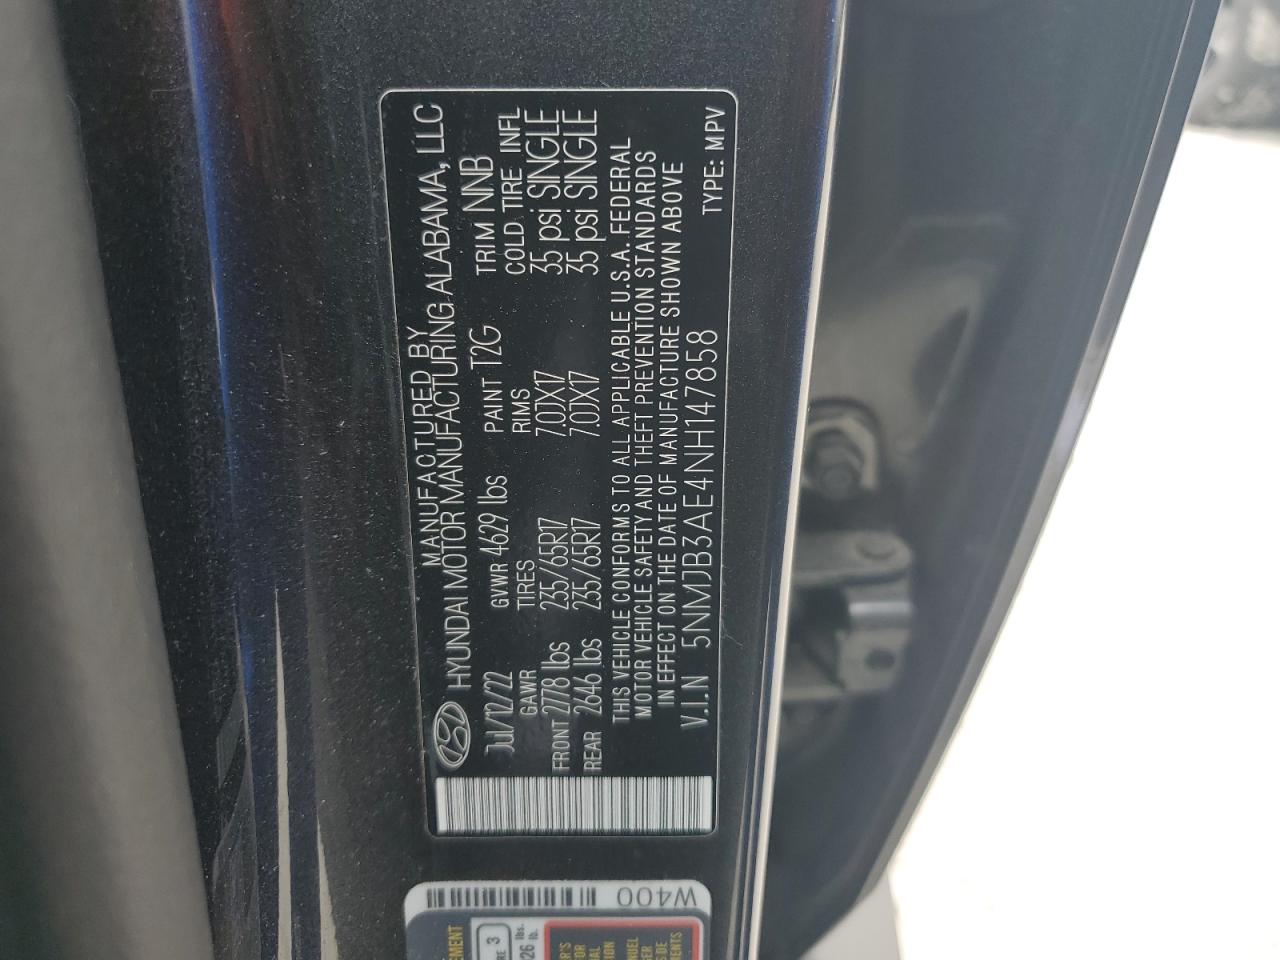 MANUFACTURED BY
HYUNDAI MOTOR MANUFACTURING ALABAMA, LLC
Jul/12/22 GVWR 4629 lbs PAINT T2G TRIM NNB
GAWR TIRES RIMS COLD TIRE INFL
FRONT 2778 lbs 235/65R17 7.0JX17 35 psi SINGLE
REAR 2646 lbs 235/65R17 7.0JX17 35 psi SINGLE
THIS VEHICLE CONFORMS TO ALL APPLICABLE U.S.A. FEDERAL
MOTOR VEHICLE SAFETY AND THEFT PREVENTION STANDARDS
IN EFFECT ON THE DATE OF MANUFACTURE SHOWN ABOVE
V.I.N 5NMJB3AE4NH147858 TYPE: MPV
W400
3
lbs.
lb.